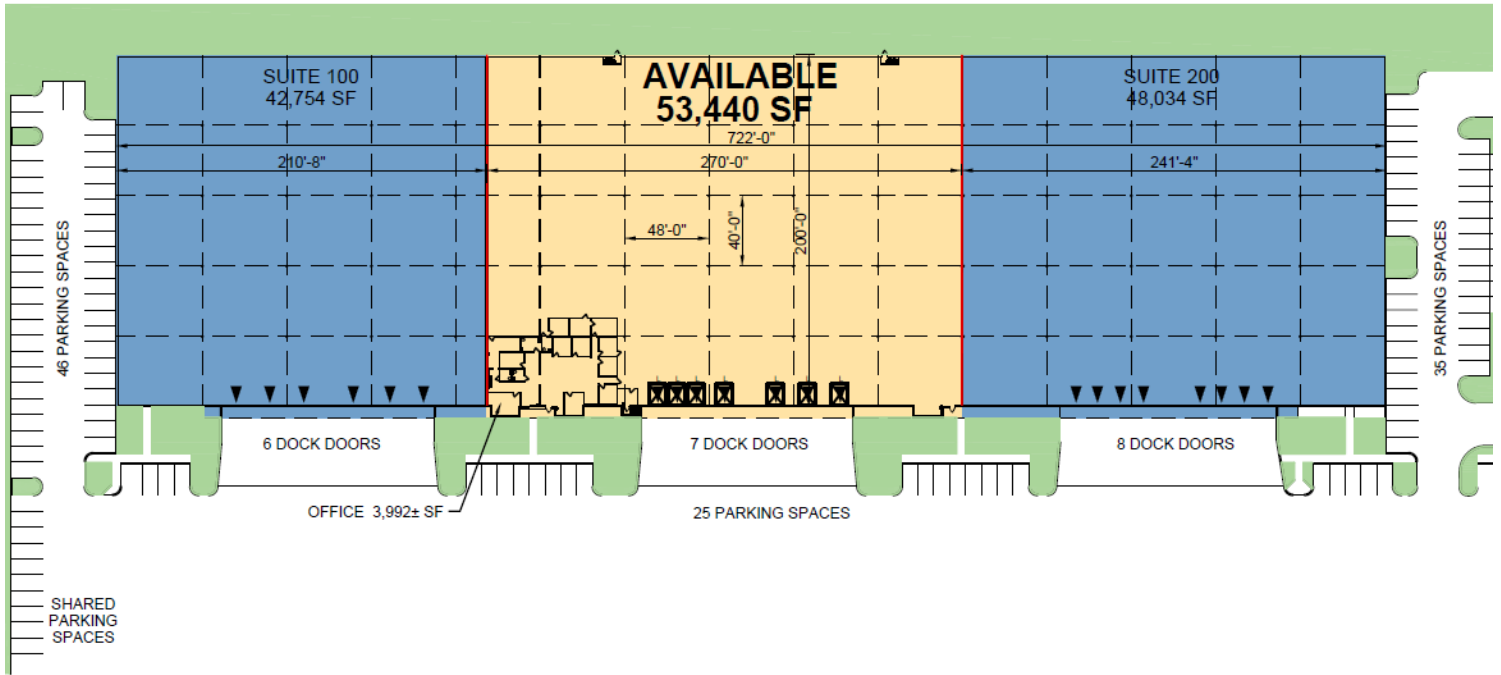 SUITE 100
42,754 SF
AVAILABLE
53,440 SF
SUITE 200
48,034 SF
722'-0"
210'-8"
270'-0"
241'-4"
48'-0"
40'-0"
200'-0"
46 PARKING SPACES
35 PARKING SPACES
6 DOCK DOORS
7 DOCK DOORS
8 DOCK DOORS
OFFICE 3,992± SF
25 PARKING SPACES
SHARED
PARKING
SPACES